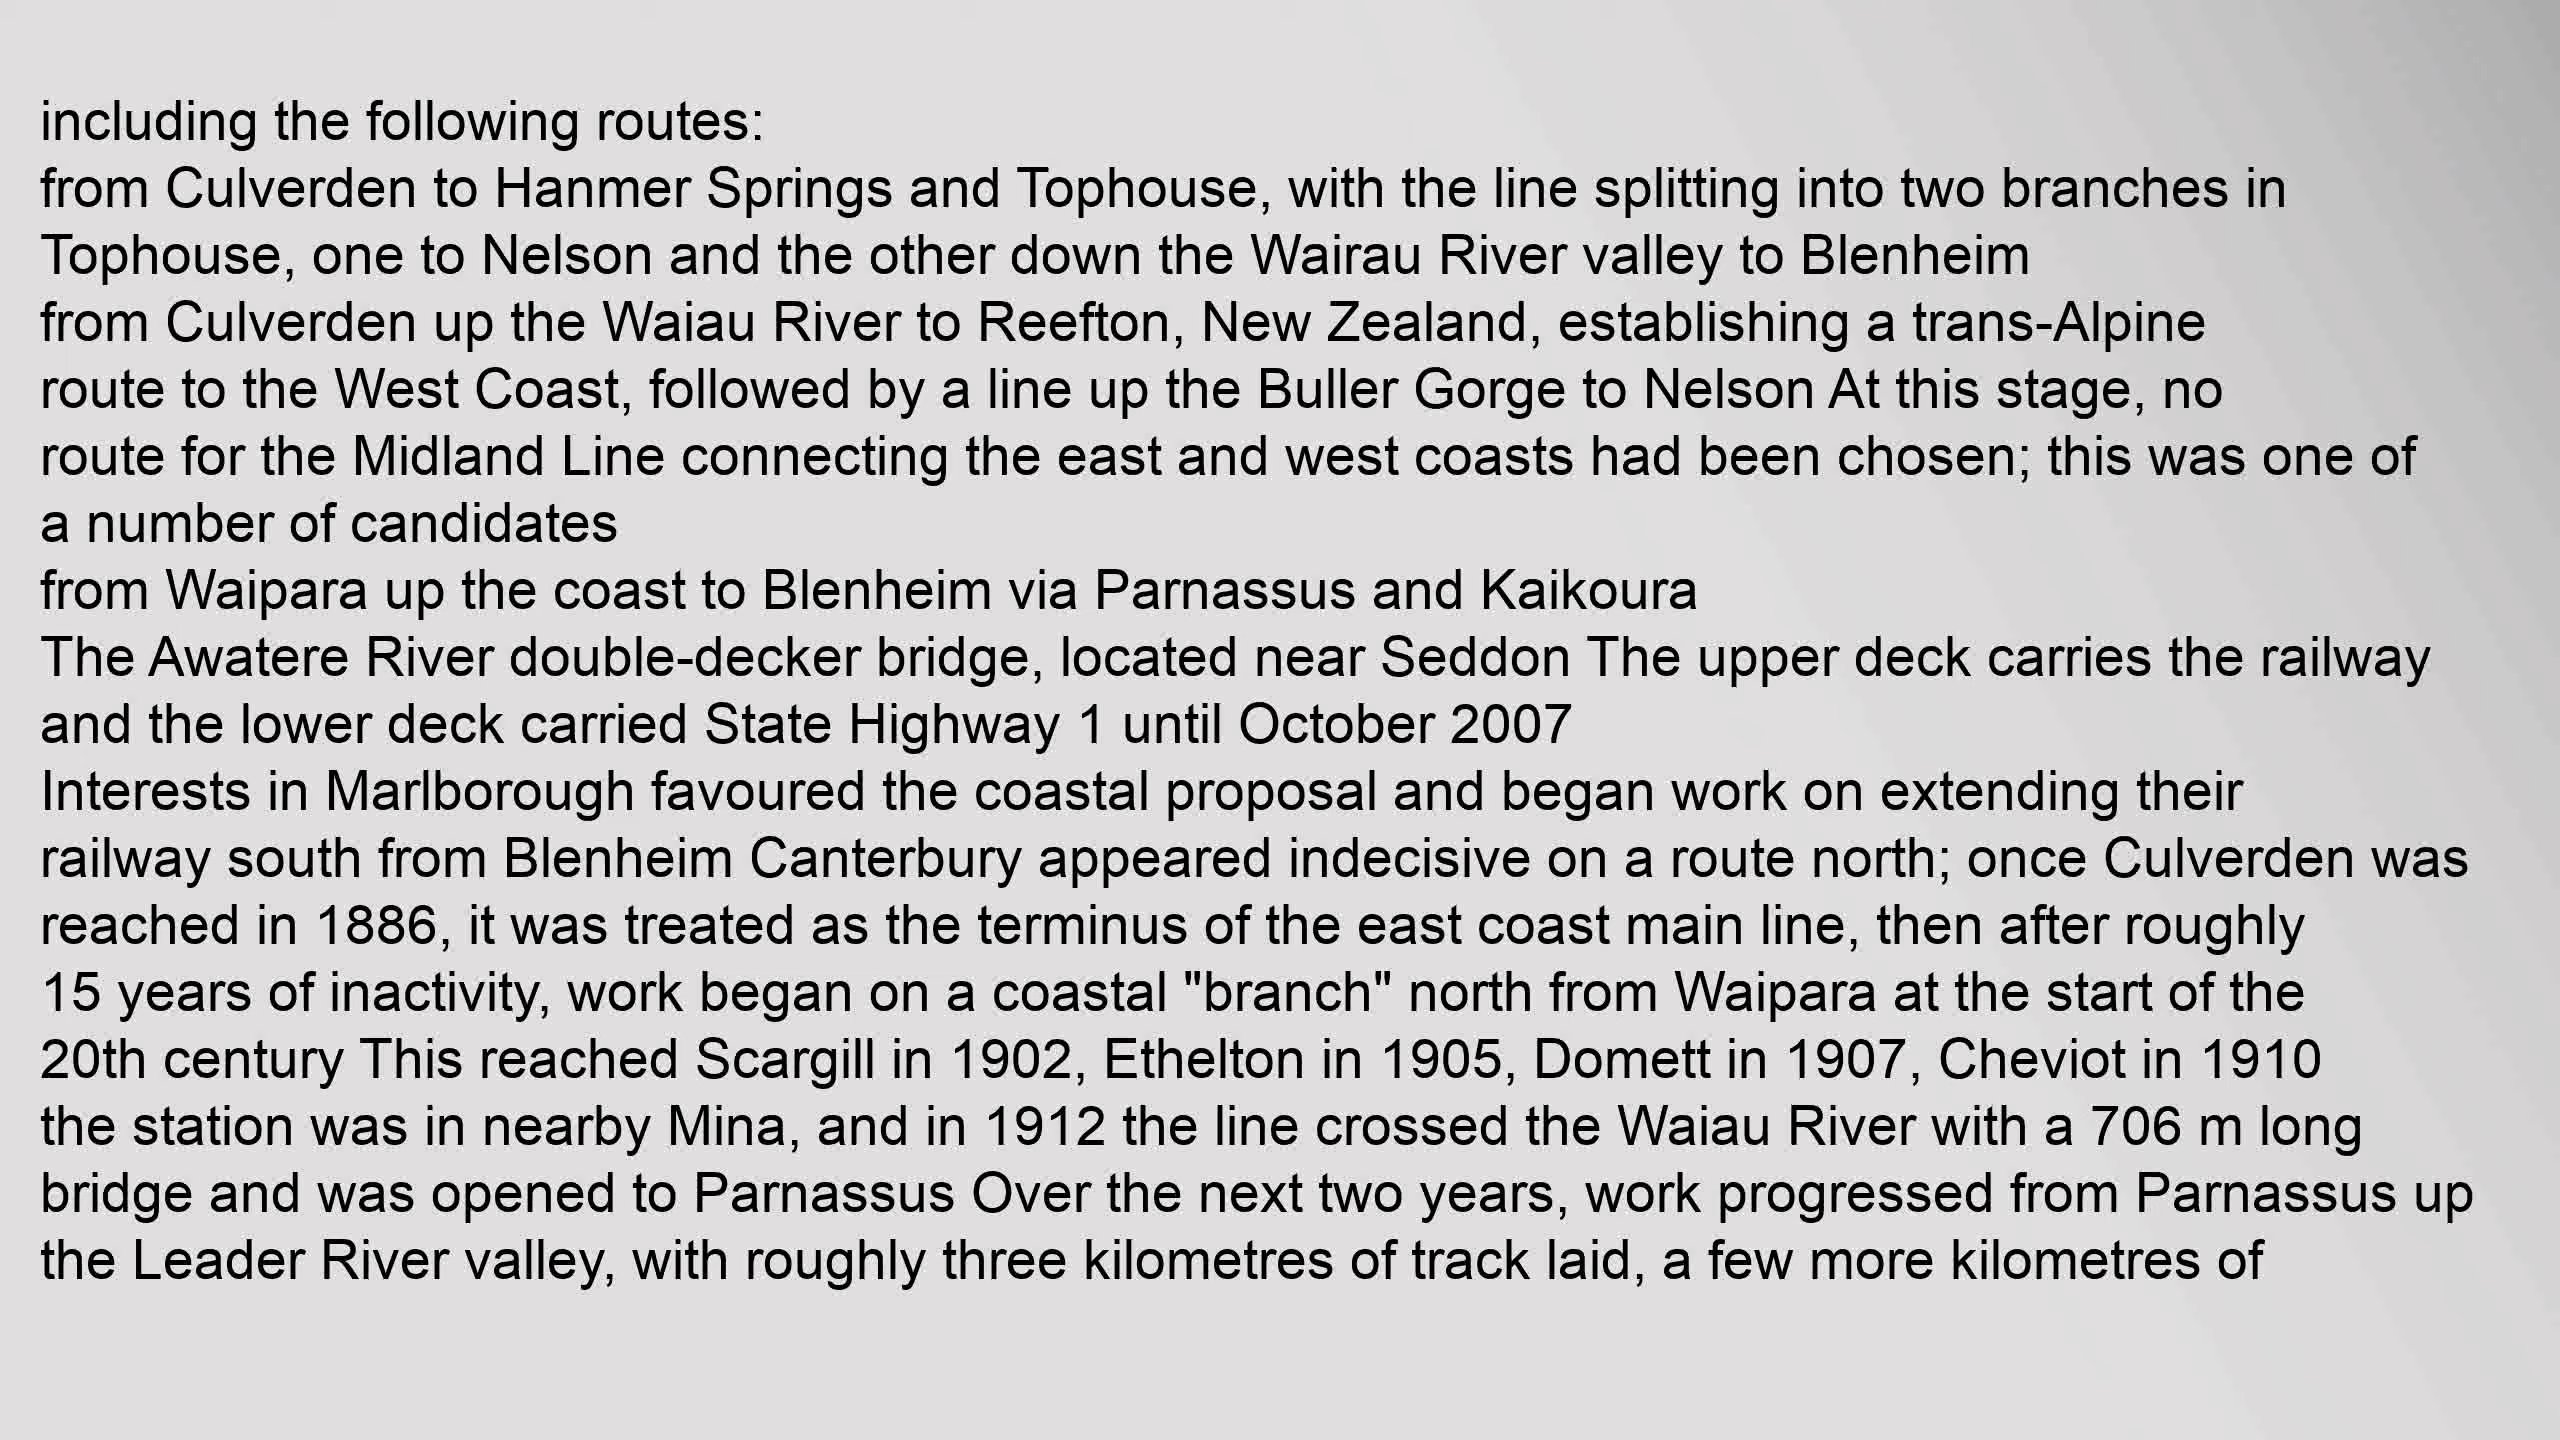 including the following routes:
from Culverden to Hanmer Springs and Tophouse, with the line splitting into two branches in
Tophouse, one to Nelson and the other down the Wairau River valley to Blenheim
from Culverden up the Waiau River to Reefton, New Zealand, establishing a trans-Alpine
route to the West Coast, followed by a line up the Buller Gorge to Nelson At this stage, no
route for the Midland Line connecting the east and west coasts had been chosen; this was one of
a number of candidates
from Waipara up the coast to Blenheim via Parnassus and Kaikoura
The Awatere River double-decker bridge, located near Seddon The upper deck carries the railway
and the lower deck carried State Highway 1 until October 2007
Interests in Marlborough favoured the coastal proposal and began work on extending their
railway south from Blenheim Canterbury appeared indecisive on a route north; once Culverden was
reached in 1886, it was treated as the terminus of the east coast main line, then after roughly
15 years of inactivity, work began on a coastal "branch" north from Waipara at the start of the
20th century This reached Scargill in 1902, Ethelton in 1905, Domett in 1907, Cheviot in 1910
the station was in nearby Mina, and in 1912 the line crossed the Waiau River with a 706 m long
bridge and was opened to Parnassus Over the next two years, work progressed from Parnassus up
the Leader River valley, with roughly three kilometres of track laid, a few more kilometres of